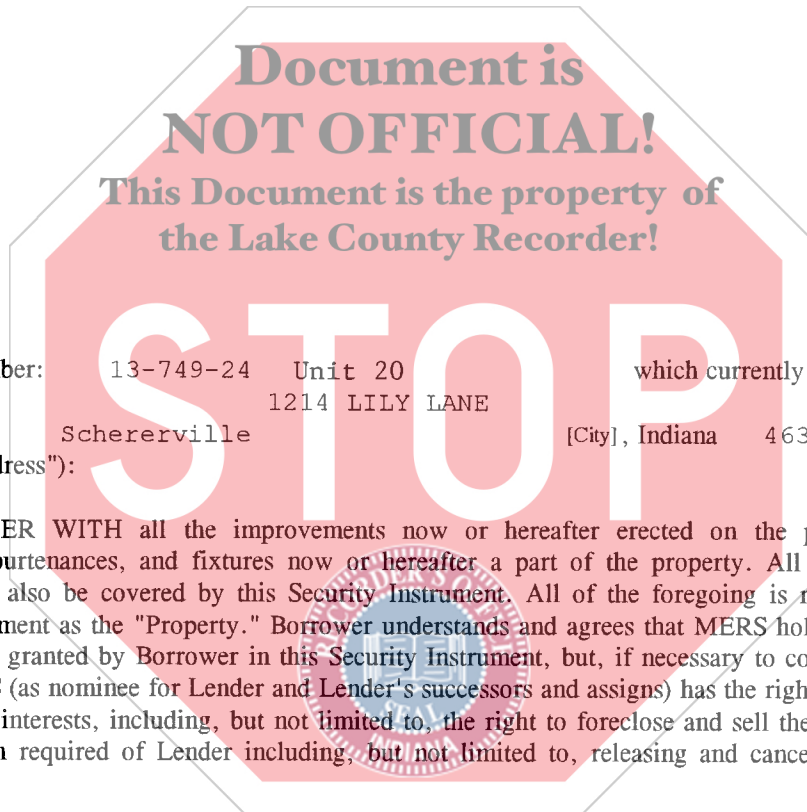 Document is
NOT OFFICIAL!
This Document is the property of
the Lake County Recorder!
STOP
ber: 13-749-24 Unit 20 which currently
1214 LILY LANE
Schererville [City], Indiana 463
dress"):
ER WITH all the improvements now or hereafter erected on the p
urtenances, and fixtures now or hereafter a part of the property. All
also be covered by this Security Instrument. All of the foregoing is r
ment as the "Property." Borrower understands and agrees that MERS hol
granted by Borrower in this Security Instrument, but, if necessary to co
(as nominee for Lender and Lender's successors and assigns) has the righ
interests, including, but not limited to, the right to foreclose and sell the
required of Lender including, but not limited to, releasing and cance
RECORDER'S OFFI
SEAL
INDIANA